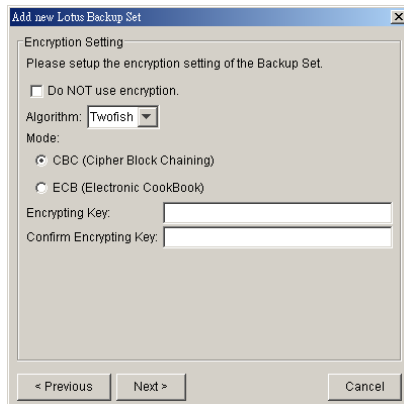 Add new Lotus Backup Set
Encryption Setting
Please setup the encryption setting of the Backup Set.
Do NOT use encryption.
Algorithm: Twofish
Mode:
CBC (Cipher Block Chaining)
ECB (Electronic CookBook)
Encrypting Key:
Confirm Encrypting Key:
< Previous Next > Cancel